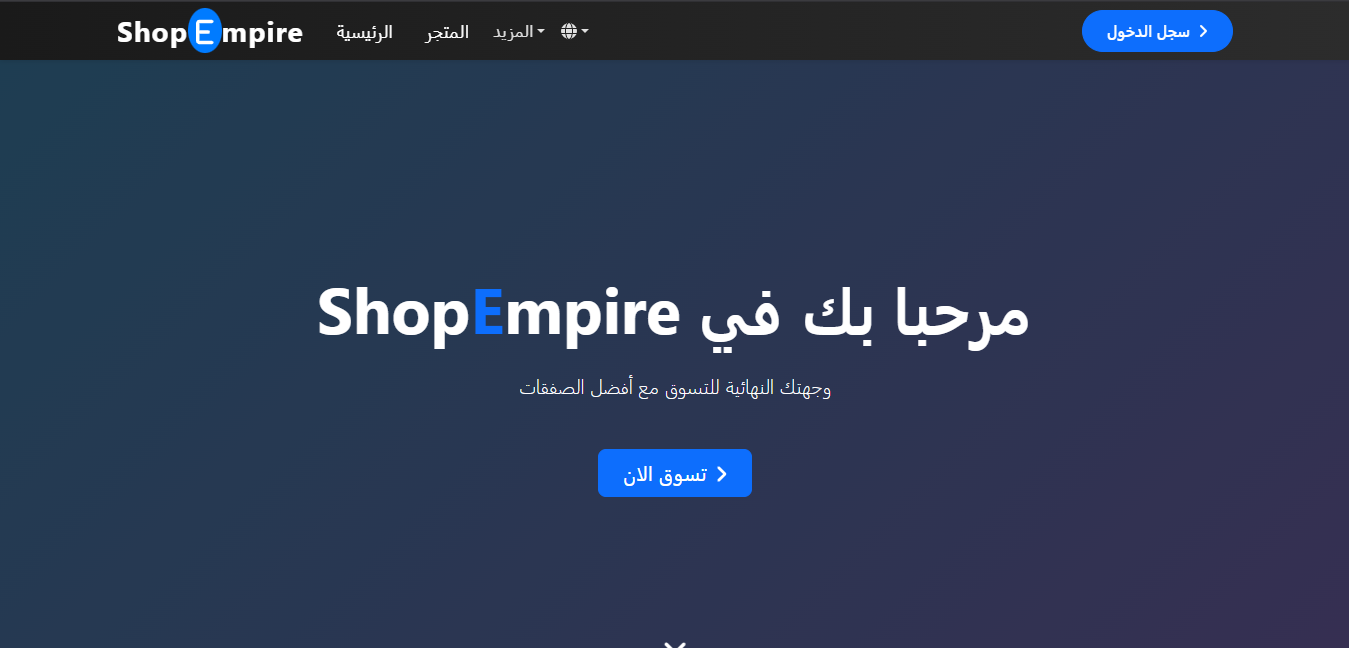 ShopEmpire
الرئيسية
المتجر
المزيد
سجل الدخول
مرحبا بك في ShopEmpire
وجهتك النهائية للتسوق مع أفضل الصفقات
تسوق الان